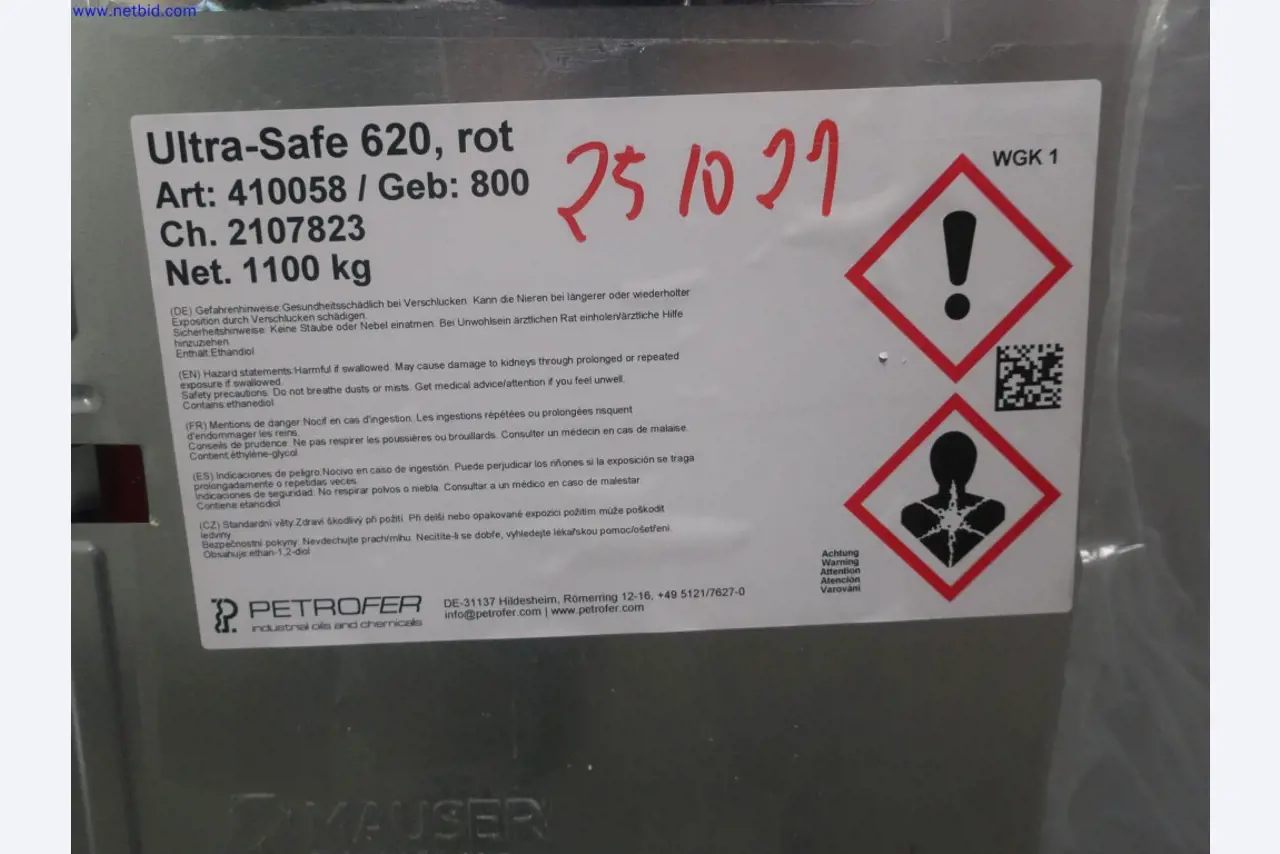 www.netbid.com
Ultra-Safe 620, rot
Art: 410058 / Geb: 800
Ch. 2107823
Net. 1100 kg
25 10 21
WGK 1
(DE) Gefahrenhinweise:Gesundheitsschädlich bei Verschlucken. Kann die Nieren bei längerer oder wiederholter
Exposition durch Verschlucken schädigen.
Sicherheitshinweise: Keine Stäube oder Nebel einatmen. Bei Unwohlsein ärztlichen Rat einholen/ärztliche Hilfe
hinzuziehen.
Enthält:Ethandiol
(EN) Hazard statements:Harmful if swallowed. May cause damage to kidneys through prolonged or repeated
exposure if swallowed.
Safety precautions: Do not breathe dusts or mists. Get medical advice/attention if you feel unwell.
Contains:ethanediol
(FR) Mentions de danger:Nocif en cas d'ingestion. Les ingestions répétées ou prolongées risquent
d'endommager les reins.
Conseils de prudence: Ne pas respirer les poussières ou brouillards. Consulter un médecin en cas de malaise.
Contient:éthylène-glycol
(ES) Indicaciones de peligro:Nocivo en caso de ingestión. Puede perjudicar los riñones si la exposición se traga
prolongadamente o repetidas veces.
Indicaciones de seguridad: No respirar polvos o niebla. Consultar a un médico en caso de malestar.
Contiene:etanodiol
(CZ) Standardní věty:Zdraví škodlivý při požití. Při delší nebo opakované expozici požitím může poškodit
ledviny.
Bezpečnostní pokyny: Nevdechujte prach/mlhu. Necítíte-li se dobře, vyhledejte lékařskou pomoc/ošetření.
Obsahuje:ethan-1,2-diol
Achtung
Warning
Attention
Atención
Varování
PETROFER
industrial oils and chemicals
DE-31137 Hildesheim, Römerring 12-16, +49 5121/7627-0
info@petrofer.com | www.petrofer.com
MAUSER